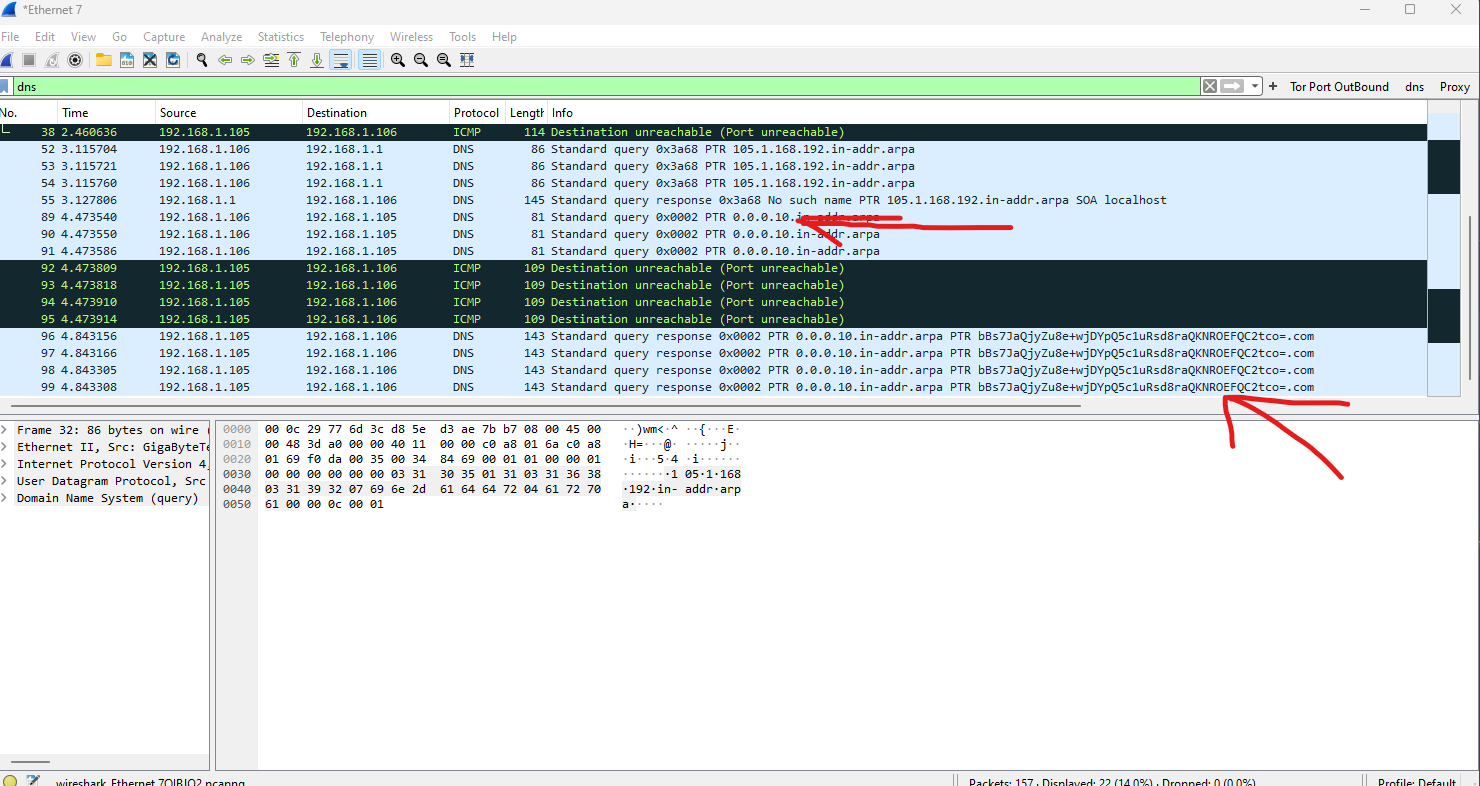 *Ethernet 7
File Edit View Go Capture Analyze Statistics Telephony Wireless Tools Help
dns + Tor Port OutBound dns Proxy
No. Time Source Destination Protocol Length Info
38 2.460636 192.168.1.105 192.168.1.106 ICMP 114 Destination unreachable (Port unreachable)
52 3.115704 192.168.1.106 192.168.1.1 DNS 86 Standard query 0x3a68 PTR 105.1.168.192.in-addr.arpa
53 3.115721 192.168.1.106 192.168.1.1 DNS 86 Standard query 0x3a68 PTR 105.1.168.192.in-addr.arpa
54 3.115760 192.168.1.106 192.168.1.1 DNS 86 Standard query 0x3a68 PTR 105.1.168.192.in-addr.arpa
55 3.127806 192.168.1.1 192.168.1.106 DNS 145 Standard query response 0x3a68 No such name PTR 105.1.168.192.in-addr.arpa SOA localhost
89 4.473540 192.168.1.106 192.168.1.105 DNS 81 Standard query 0x0002 PTR 0.0.0.10.in-addr.arpa
90 4.473550 192.168.1.106 192.168.1.105 DNS 81 Standard query 0x0002 PTR 0.0.0.10.in-addr.arpa
91 4.473586 192.168.1.106 192.168.1.105 DNS 81 Standard query 0x0002 PTR 0.0.0.10.in-addr.arpa
92 4.473809 192.168.1.105 192.168.1.106 ICMP 109 Destination unreachable (Port unreachable)
93 4.473818 192.168.1.105 192.168.1.106 ICMP 109 Destination unreachable (Port unreachable)
94 4.473910 192.168.1.105 192.168.1.106 ICMP 109 Destination unreachable (Port unreachable)
95 4.473914 192.168.1.105 192.168.1.106 ICMP 109 Destination unreachable (Port unreachable)
96 4.843156 192.168.1.105 192.168.1.106 DNS 143 Standard query response 0x0002 PTR 0.0.0.10.in-addr.arpa PTR bBs7JaQjyZu8e+wjDYpQ5c1uRsd8raQKNROEFQC2tco=.com
97 4.843166 192.168.1.105 192.168.1.106 DNS 143 Standard query response 0x0002 PTR 0.0.0.10.in-addr.arpa PTR bBs7JaQjyZu8e+wjDYpQ5c1uRsd8raQKNROEFQC2tco=.com
98 4.843305 192.168.1.105 192.168.1.106 DNS 143 Standard query response 0x0002 PTR 0.0.0.10.in-addr.arpa PTR bBs7JaQjyZu8e+wjDYpQ5c1uRsd8raQKNROEFQC2tco=.com
99 4.843308 192.168.1.105 192.168.1.106 DNS 143 Standard query response 0x0002 PTR 0.0.0.10.in-addr.arpa PTR bBs7JaQjyZu8e+wjDYpQ5c1uRsd8raQKNROEFQC2tco=.com
Frame 32: 86 bytes on wire (
Ethernet II, Src: GigaByteTe
Internet Protocol Version 4,
User Datagram Protocol, Src
Domain Name System (query)
0000 00 0c 29 77 6d 3c d8 5e d3 ae 7b b7 08 00 45 00 ··)wm<·^ ··{···E·
0010 00 48 3d a0 00 00 40 11 00 00 c0 a8 01 6a c0 a8 ·H=···@· ·····j··
0020 01 69 f0 da 00 35 00 34 84 69 00 01 01 00 00 01 ·i···5·4 ·i······
0030 00 00 00 00 00 00 03 31 30 35 01 31 03 31 36 38 ·······1 05·1·168
0040 03 31 39 32 07 69 6e 2d 61 64 64 72 04 61 72 70 ·192·in- addr·arp
0050 61 00 00 0c 00 01 a·····
Packets: 157 · Displayed: 22 (14.0%) · Dropped: 0 (0.0%) Profile: Default